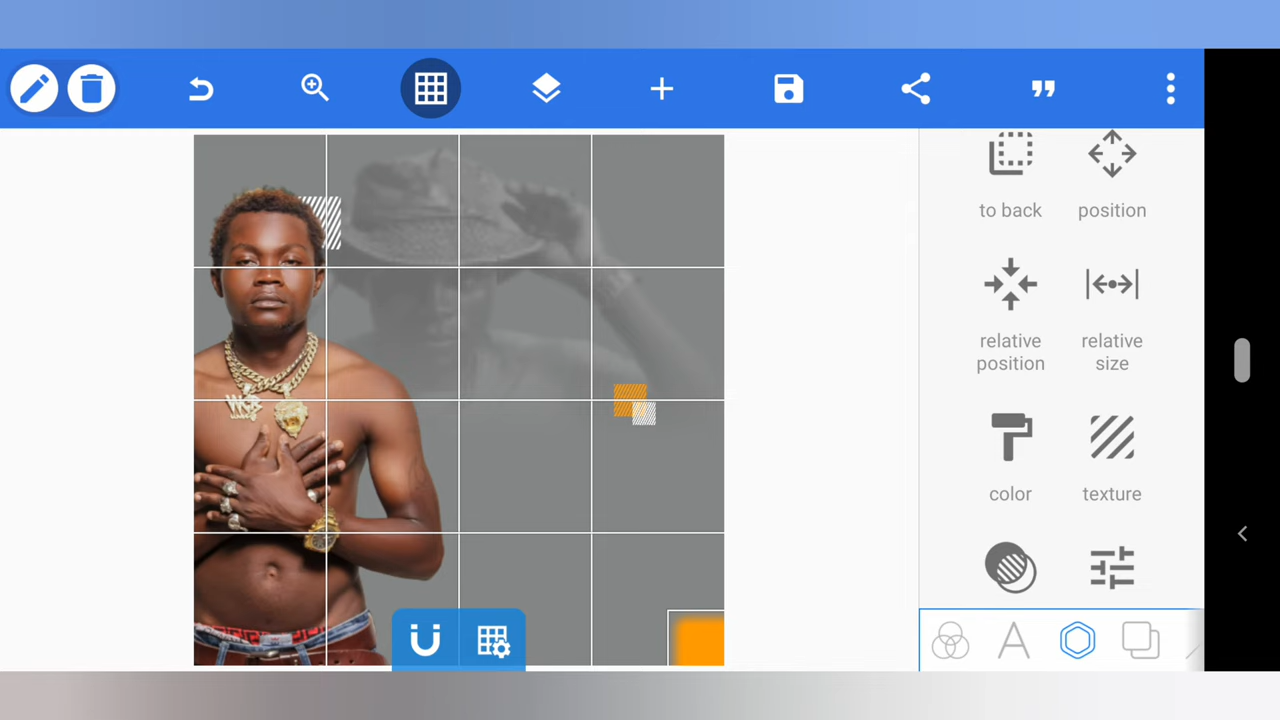 to back
position
relative
position
relative
size
color
texture